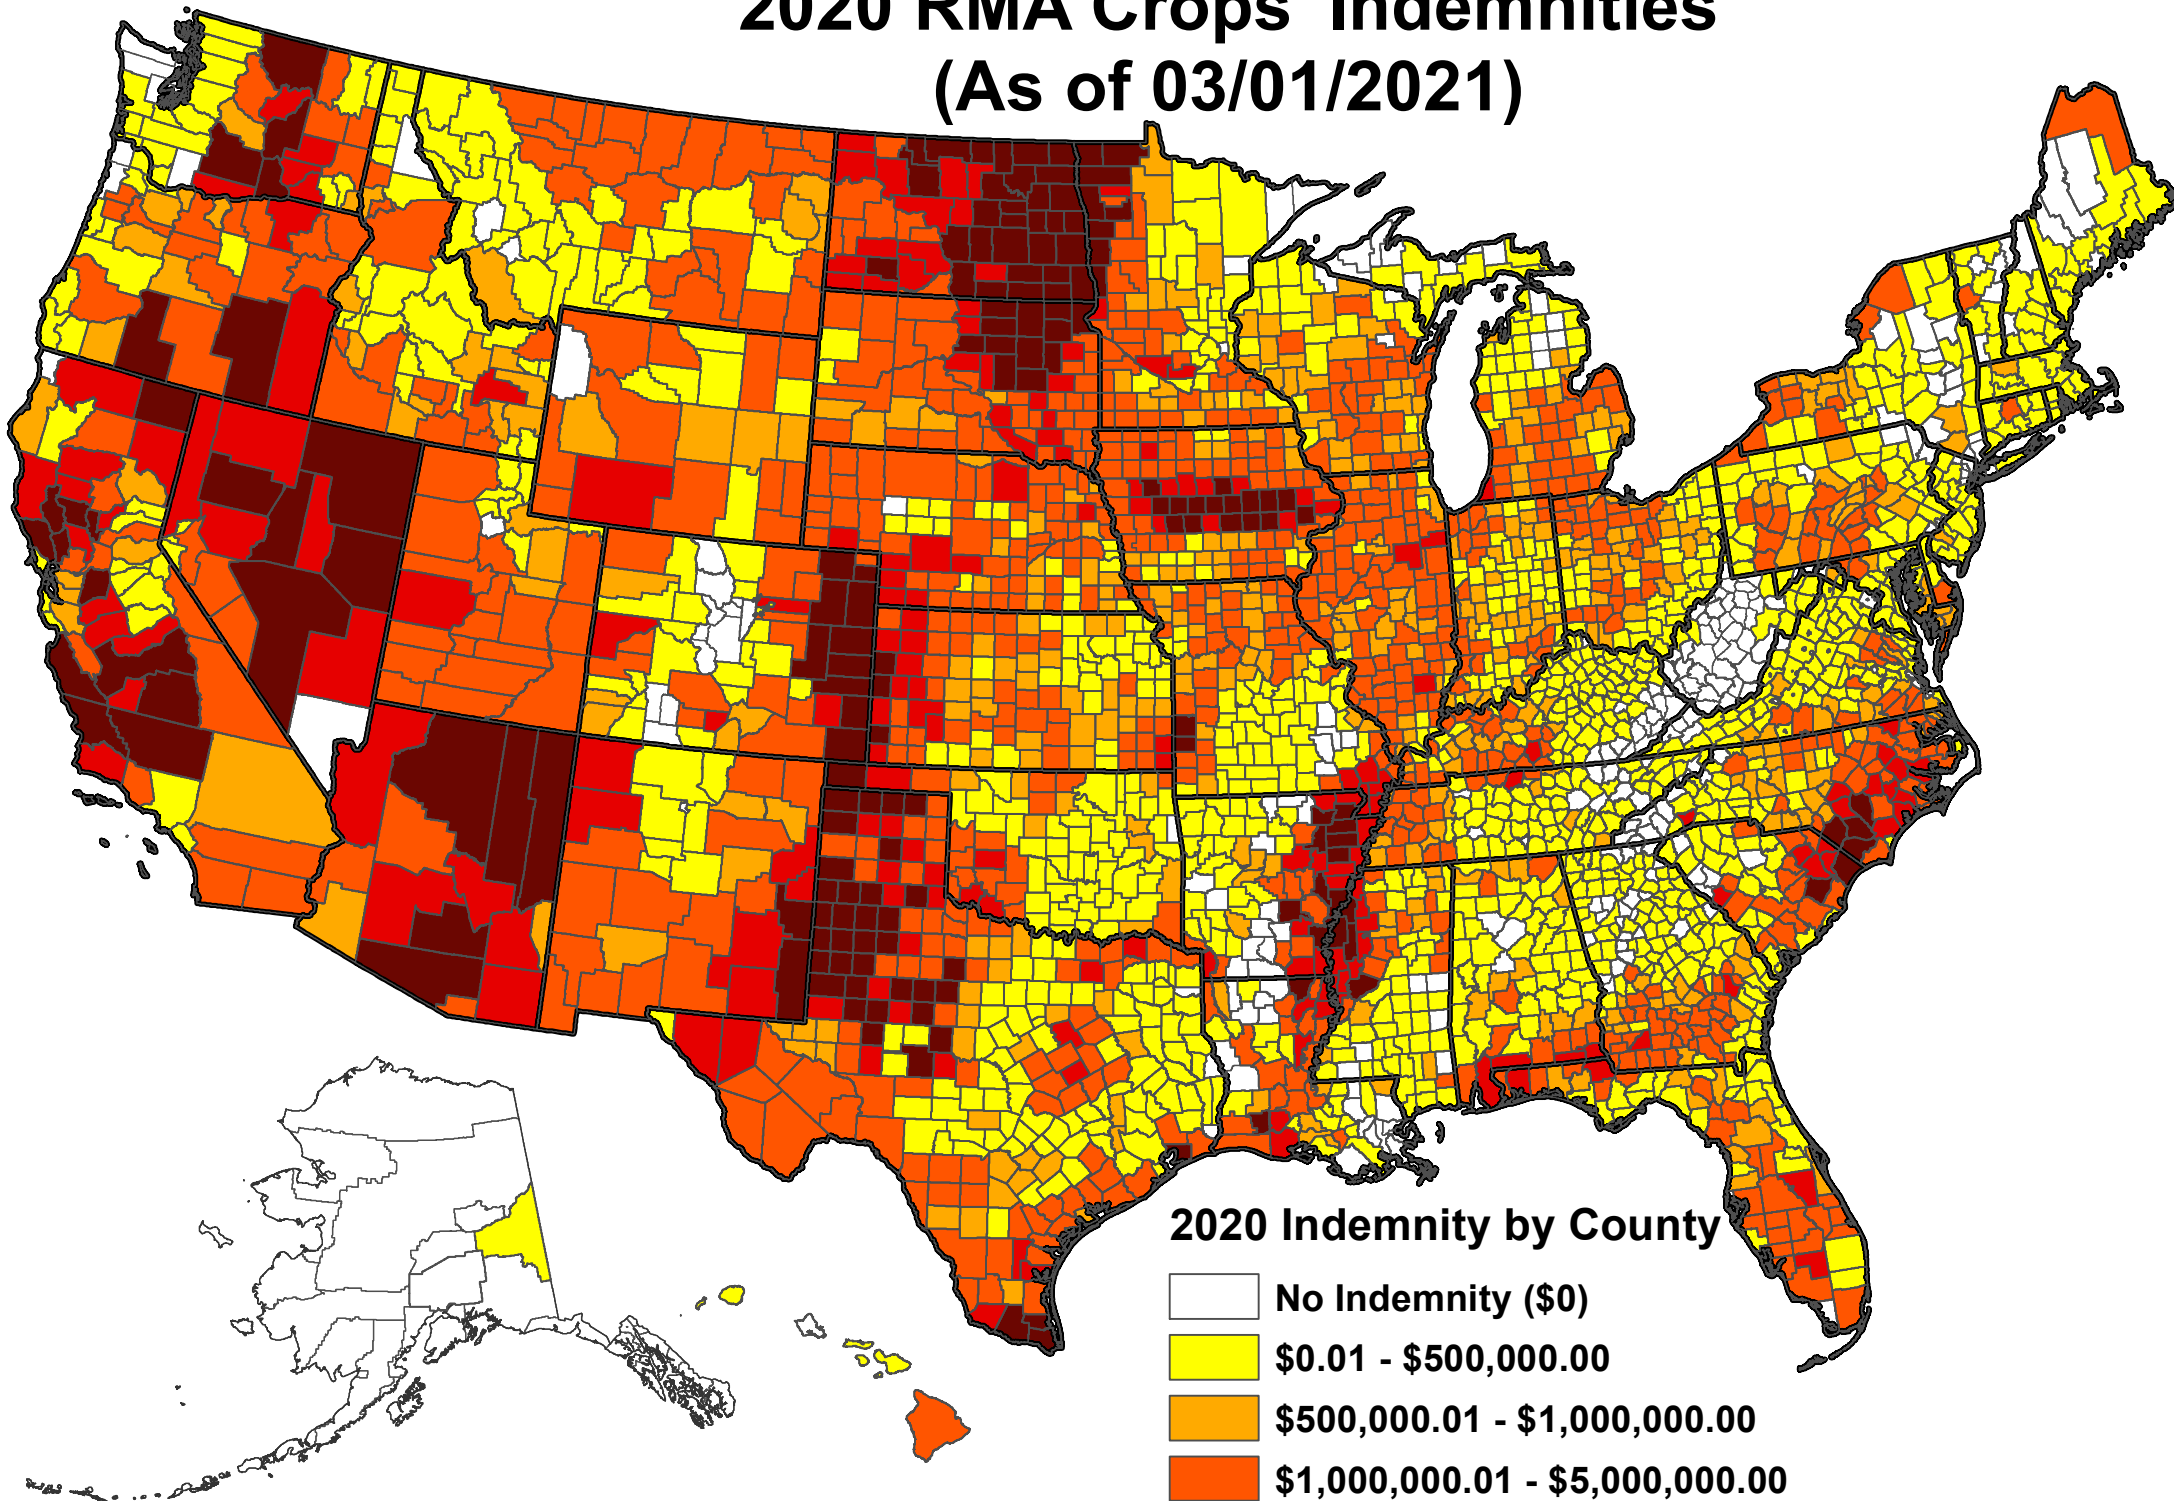 2020 RMA Crops' Indemnities
(As of 03/01/2021)
2020 Indemnity by County
No Indemnity ($0)
$0.01 - $500,000.00
$500,000.01 - $1,000,000.00
$1,000,000.01 - $5,000,000.00